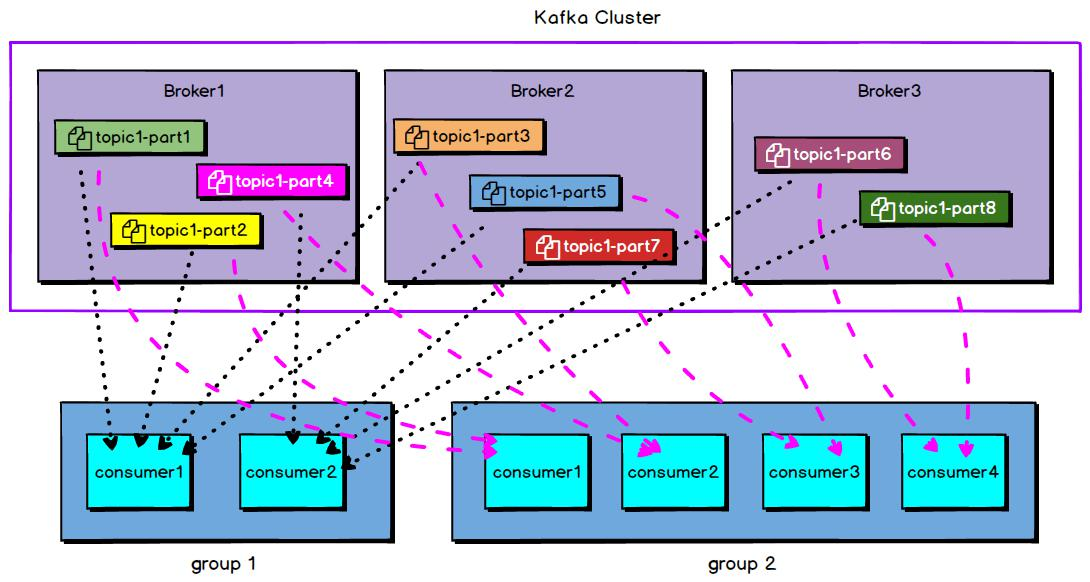 Kafka Cluster
Broker1
Broker2
Broker3
topic1-part1
topic1-part3
topic1-part6
topic1-part4
topic1-part5
topic1-part8
topic1-part2
topic1-part7
consumer1
consumer2
consumer1
consumer2
consumer3
consumer4
group 1
group 2